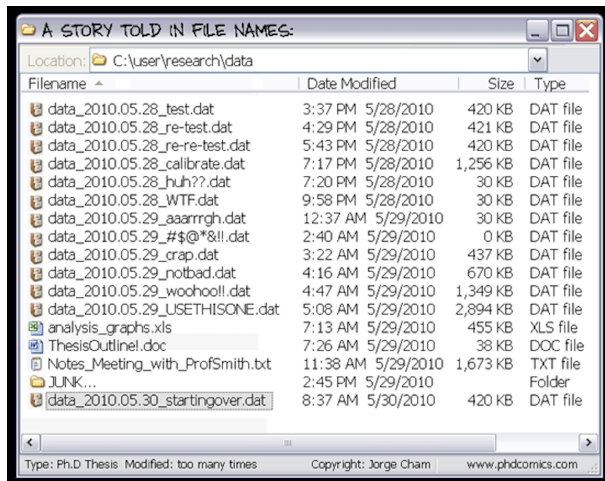 A STORY TOLD IN FILE NAMES:
Location: C:\user\research\data
Filename Date Modified Size Type
data_2010.05.28_test.dat 3:37 PM 5/28/2010 420 KB DAT file
data_2010.05.28_re-test.dat 4:29 PM 5/28/2010 421 KB DAT file
data_2010.05.28_re-re-test.dat 5:43 PM 5/28/2010 420 KB DAT file
data_2010.05.28_calibrate.dat 7:17 PM 5/28/2010 1,256 KB DAT file
data_2010.05.28_huh??.dat 7:20 PM 5/28/2010 30 KB DAT file
data_2010.05.28_WTF.dat 9:58 PM 5/28/2010 30 KB DAT file
data_2010.05.29_aaarrrgh.dat 12:37 AM 5/29/2010 30 KB DAT file
data_2010.05.29_#$@*&!!.dat 2:40 AM 5/29/2010 0 KB DAT file
data_2010.05.29_crap.dat 3:22 AM 5/29/2010 437 KB DAT file
data_2010.05.29_notbad.dat 4:16 AM 5/29/2010 670 KB DAT file
data_2010.05.29_woohoo!!.dat 4:47 AM 5/29/2010 1,349 KB DAT file
data_2010.05.29_USETHISONE.dat 5:08 AM 5/29/2010 2,894 KB DAT file
analysis_graphs.xls 7:13 AM 5/29/2010 455 KB XLS file
ThesisOutline!.doc 7:26 AM 5/29/2010 38 KB DOC file
Notes_Meeting_with_ProfSmith.txt 11:38 AM 5/29/2010 1,673 KB TXT file
JUNK... 2:45 PM 5/29/2010 Folder
data_2010.05.30_startingover.dat 8:37 AM 5/30/2010 420 KB DAT file
Type: Ph.D Thesis Modified: too many times Copyright: Jorge Cham www.phdcomics.com